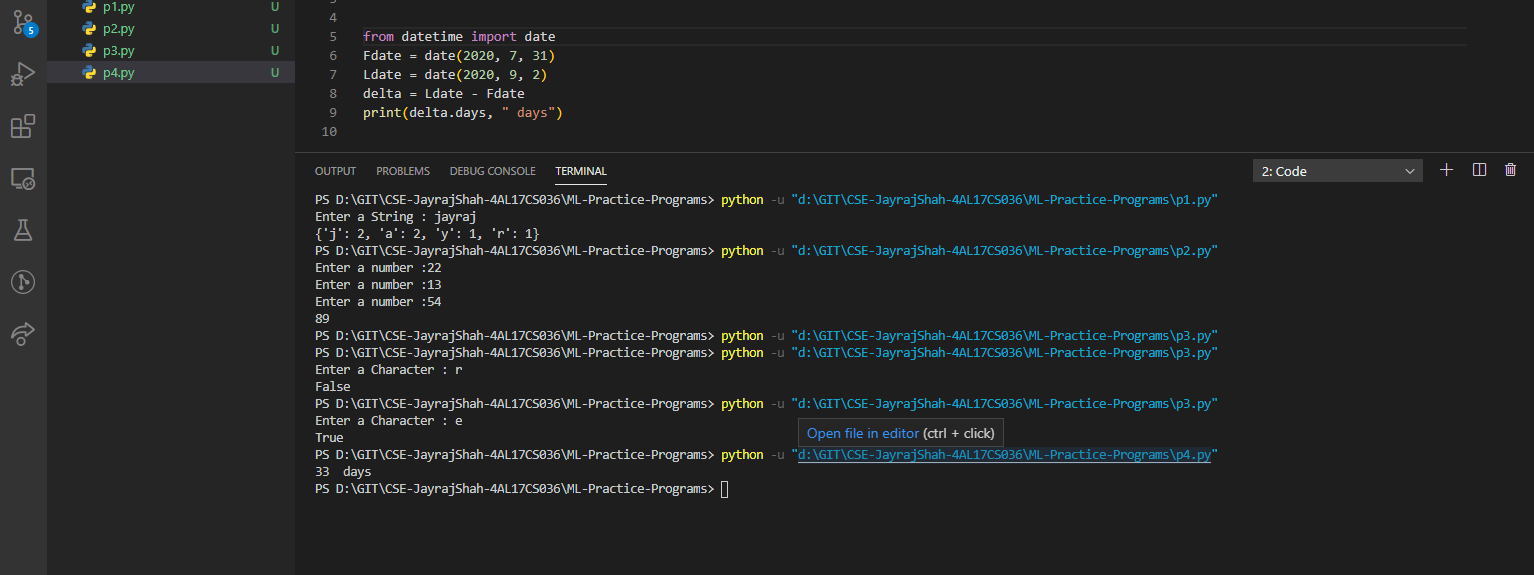 5
p1.py U
p2.py U
p3.py U
p4.py U
4
5 from datetime import date
6 Fdate = date(2020, 7, 31)
7 Ldate = date(2020, 9, 2)
8 delta = Ldate - Fdate
9 print(delta.days, " days")
10
OUTPUT PROBLEMS DEBUG CONSOLE TERMINAL 2: Code
PS D:\GIT\CSE-JayrajShah-4AL17CS036\ML-Practice-Programs> python -u "d:\GIT\CSE-JayrajShah-4AL17CS036\ML-Practice-Programs\p1.py"
Enter a String : jayraj
{'j': 2, 'a': 2, 'y': 1, 'r': 1}
PS D:\GIT\CSE-JayrajShah-4AL17CS036\ML-Practice-Programs> python -u "d:\GIT\CSE-JayrajShah-4AL17CS036\ML-Practice-Programs\p2.py"
Enter a number :22
Enter a number :13
Enter a number :54
89
PS D:\GIT\CSE-JayrajShah-4AL17CS036\ML-Practice-Programs> python -u "d:\GIT\CSE-JayrajShah-4AL17CS036\ML-Practice-Programs\p3.py"
PS D:\GIT\CSE-JayrajShah-4AL17CS036\ML-Practice-Programs> python -u "d:\GIT\CSE-JayrajShah-4AL17CS036\ML-Practice-Programs\p3.py"
Enter a Character : r
False
PS D:\GIT\CSE-JayrajShah-4AL17CS036\ML-Practice-Programs> python -u "d:\GIT\CSE-JayrajShah-4AL17CS036\ML-Practice-Programs\p3.py"
Enter a Character : e
True
Open file in editor (ctrl + click)
PS D:\GIT\CSE-JayrajShah-4AL17CS036\ML-Practice-Programs> python -u "d:\GIT\CSE-JayrajShah-4AL17CS036\ML-Practice-Programs\p4.py"
33  days
PS D:\GIT\CSE-JayrajShah-4AL17CS036\ML-Practice-Programs>